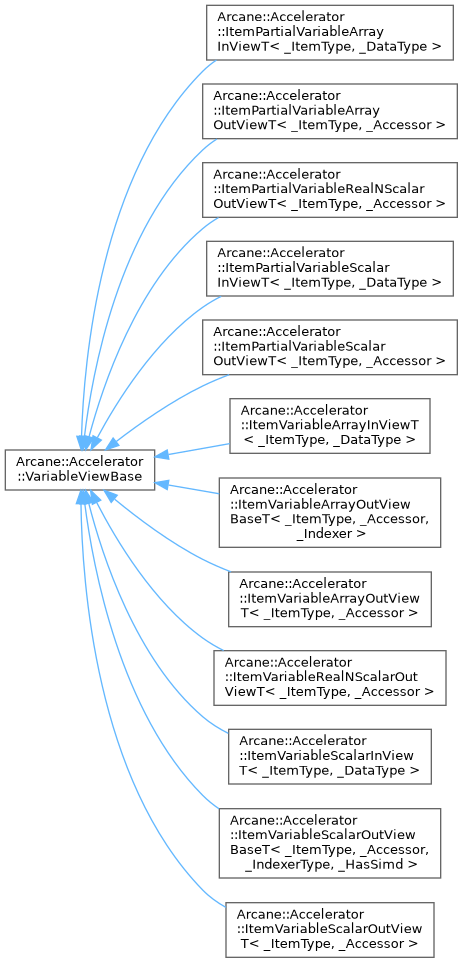 Arcane::Accelerator
::ItemPartialVariableArray
InViewT< _ItemType, _DataType >
Arcane::Accelerator
::ItemPartialVariableArray
OutViewT< _ItemType, _Accessor >
Arcane::Accelerator
::ItemPartialVariableRealNScalar
OutViewT< _ItemType, _Accessor >
Arcane::Accelerator
::ItemPartialVariableScalar
InViewT< _ItemType, _DataType >
Arcane::Accelerator
::ItemPartialVariableScalar
OutViewT< _ItemType, _Accessor >
Arcane::Accelerator
::ItemVariableArrayInViewT
< _ItemType, _DataType >
Arcane::Accelerator
::VariableViewBase
Arcane::Accelerator
::ItemVariableArrayOutView
BaseT< _ItemType, _Accessor,
_Indexer >
Arcane::Accelerator
::ItemVariableArrayOutView
T< _ItemType, _Accessor >
Arcane::Accelerator
::ItemVariableRealNScalarOut
ViewT< _ItemType, _Accessor >
Arcane::Accelerator
::ItemVariableScalarInView
T< _ItemType, _DataType >
Arcane::Accelerator
::ItemVariableScalarOutView
BaseT< _ItemType, _Accessor,
_IndexerType, _HasSimd >
Arcane::Accelerator
::ItemVariableScalarOutView
T< _ItemType, _Accessor >